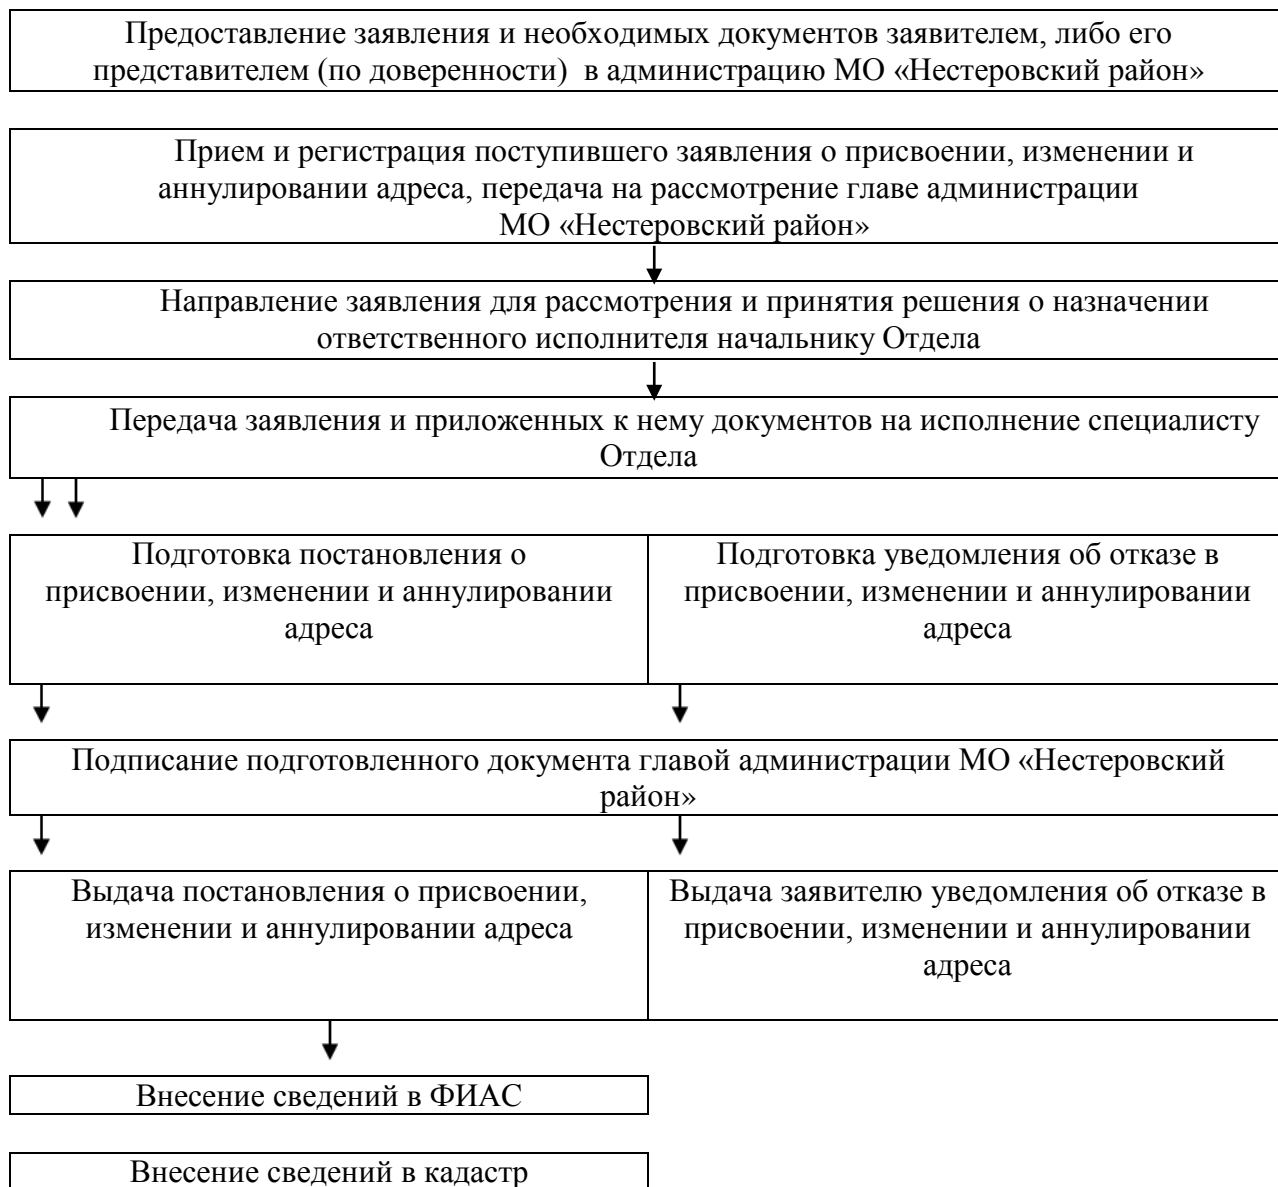 Предоставление заявления и необходимых документов заявителем, либо его
представителем (по доверенности) в администрацию МО «Нестеровский район»
Прием и регистрация поступившего заявления о присвоении, изменении и
аннулировании адреса, передача на рассмотрение главе администрации
МО «Нестеровский район»
Направление заявления для рассмотрения и принятия решения о назначении
ответственного исполнителя начальнику Отдела
Передача заявления и приложенных к нему документов на исполнение специалисту
Отдела
Подготовка постановления о
присвоении, изменении и аннулировании
адреса
Подготовка уведомления об отказе в
присвоении, изменении и аннулировании
адреса
Подписание подготовленного документа главой администрации МО «Нестеровский
район»
Выдача постановления о присвоении,
изменении и аннулировании адреса
Выдача заявителю уведомления об отказе в
присвоении, изменении и аннулировании
адреса
Внесение сведений в ФИАС
Внесение сведений в кадастр